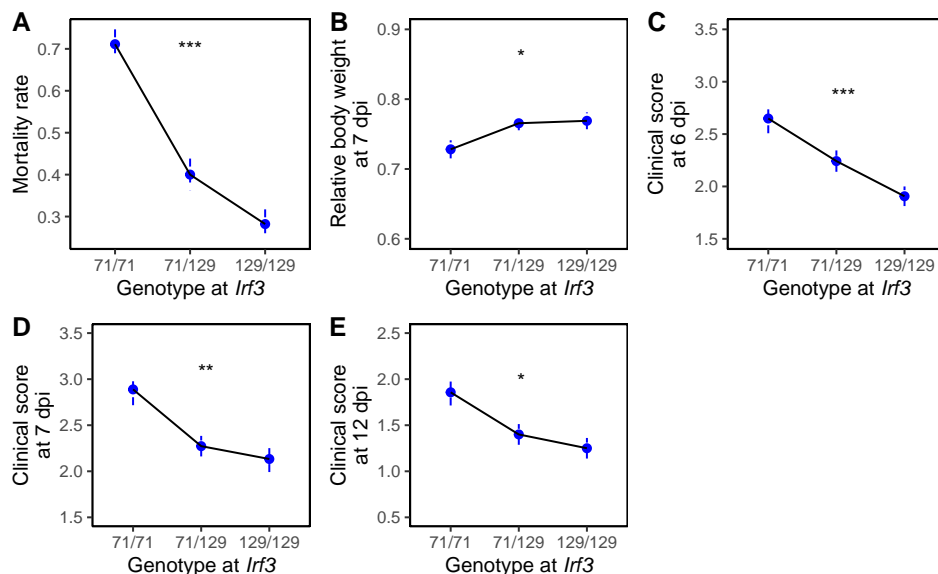 A
Mortality rate
0.7
0.6
0.5
0.4
0.3
***
71/71 71/129 129/129
Genotype at Irf3
B
Relative body weight
at 7 dpi
0.9
0.8
0.7
0.6
*
71/71 71/129 129/129
Genotype at Irf3
C
Clinical score
at 6 dpi
3.5
3.0
2.5
2.0
1.5
***
71/71 71/129 129/129
Genotype at Irf3
D
Clinical score
at 7 dpi
3.5
3.0
2.5
2.0
1.5
**
71/71 71/129 129/129
Genotype at Irf3
E
Clinical score
at 12 dpi
2.5
2.0
1.5
1.0
0.5
*
71/71 71/129 129/129
Genotype at Irf3